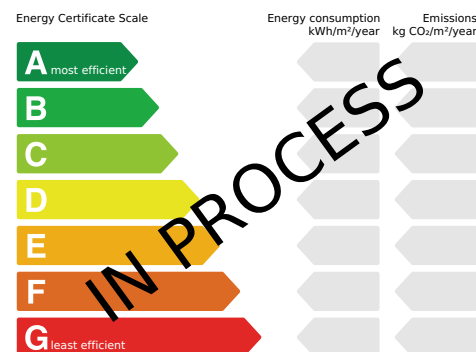 Energy Certificate Scale
Energy consumption
kWh/m²/year
Emissions
kg CO₂/m²/year
A most efficient
B
C
D
E
F
G least efficient
IN PROCESS